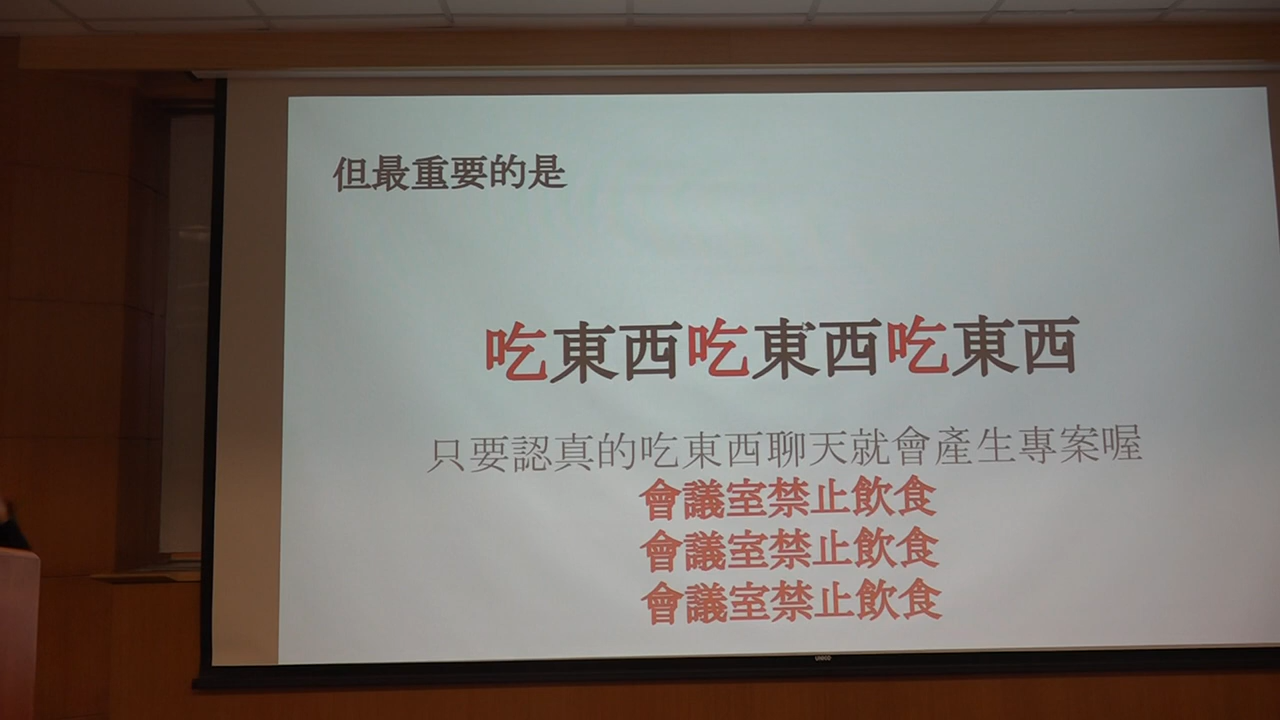 但最重要的是
吃東西吃東西吃東西
只要認真的吃東西聊天就會產生專案喔
會議室禁止飲食
會議室禁止飲食
會議室禁止飲食
UNICO